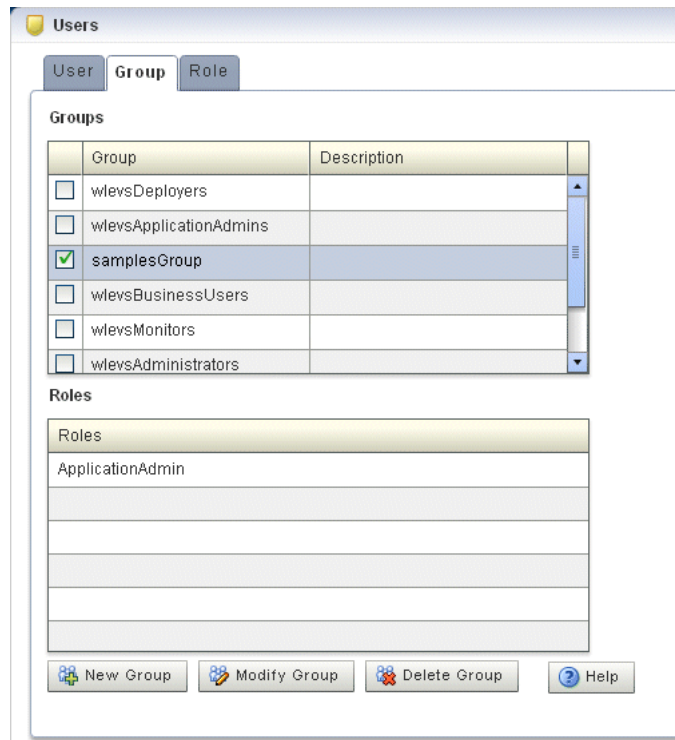 Users
User Group Role
Groups
Group Description
wlevsDeployers
wlevsApplicationAdmins
samplesGroup
wlevsBusinessUsers
wlevsMonitors
wlevsAdministrators
Roles
Roles
ApplicationAdmin
New Group Modify Group Delete Group ? Help